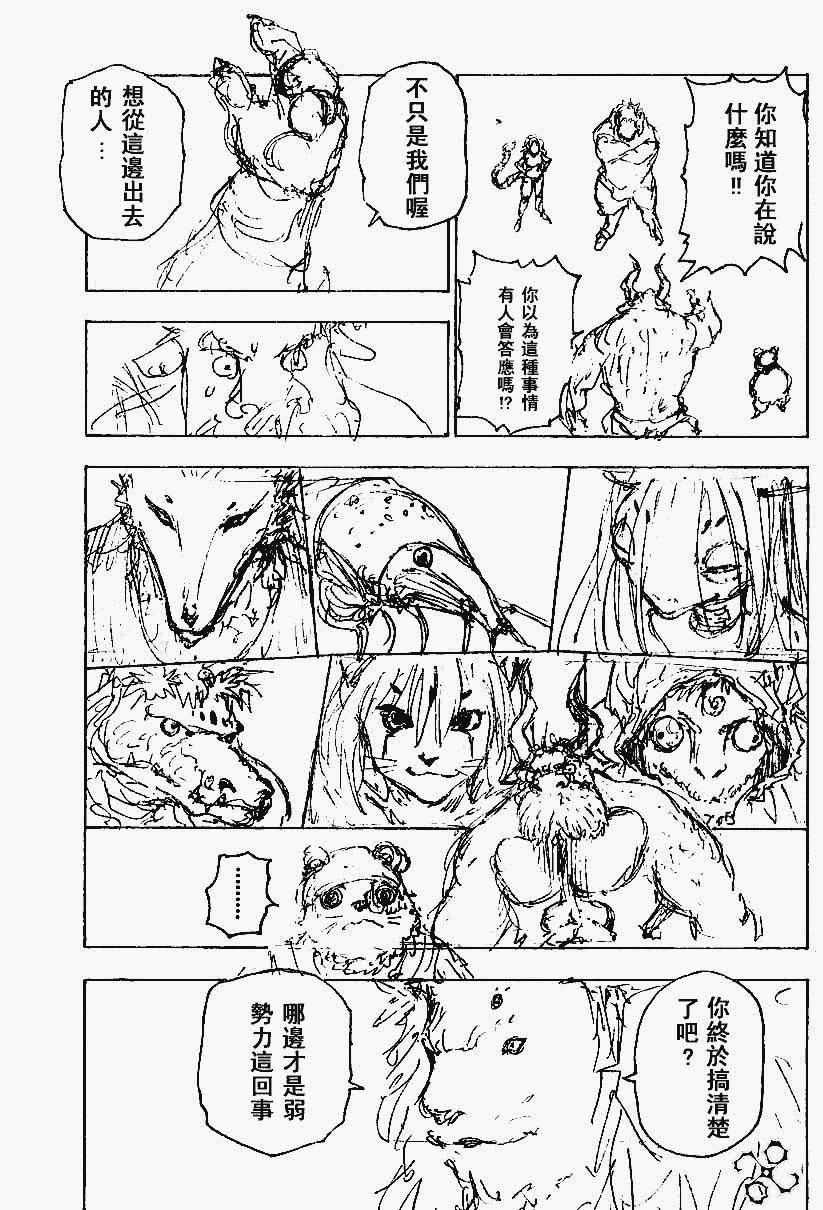 你知道你在說
什麼嗎!!
你以為這種事情
有人會答應嗎!?
不只是我們喔
想從這邊出去
的人…
………
你終於搞清楚
了吧?
哪邊才是弱
勢力這回事